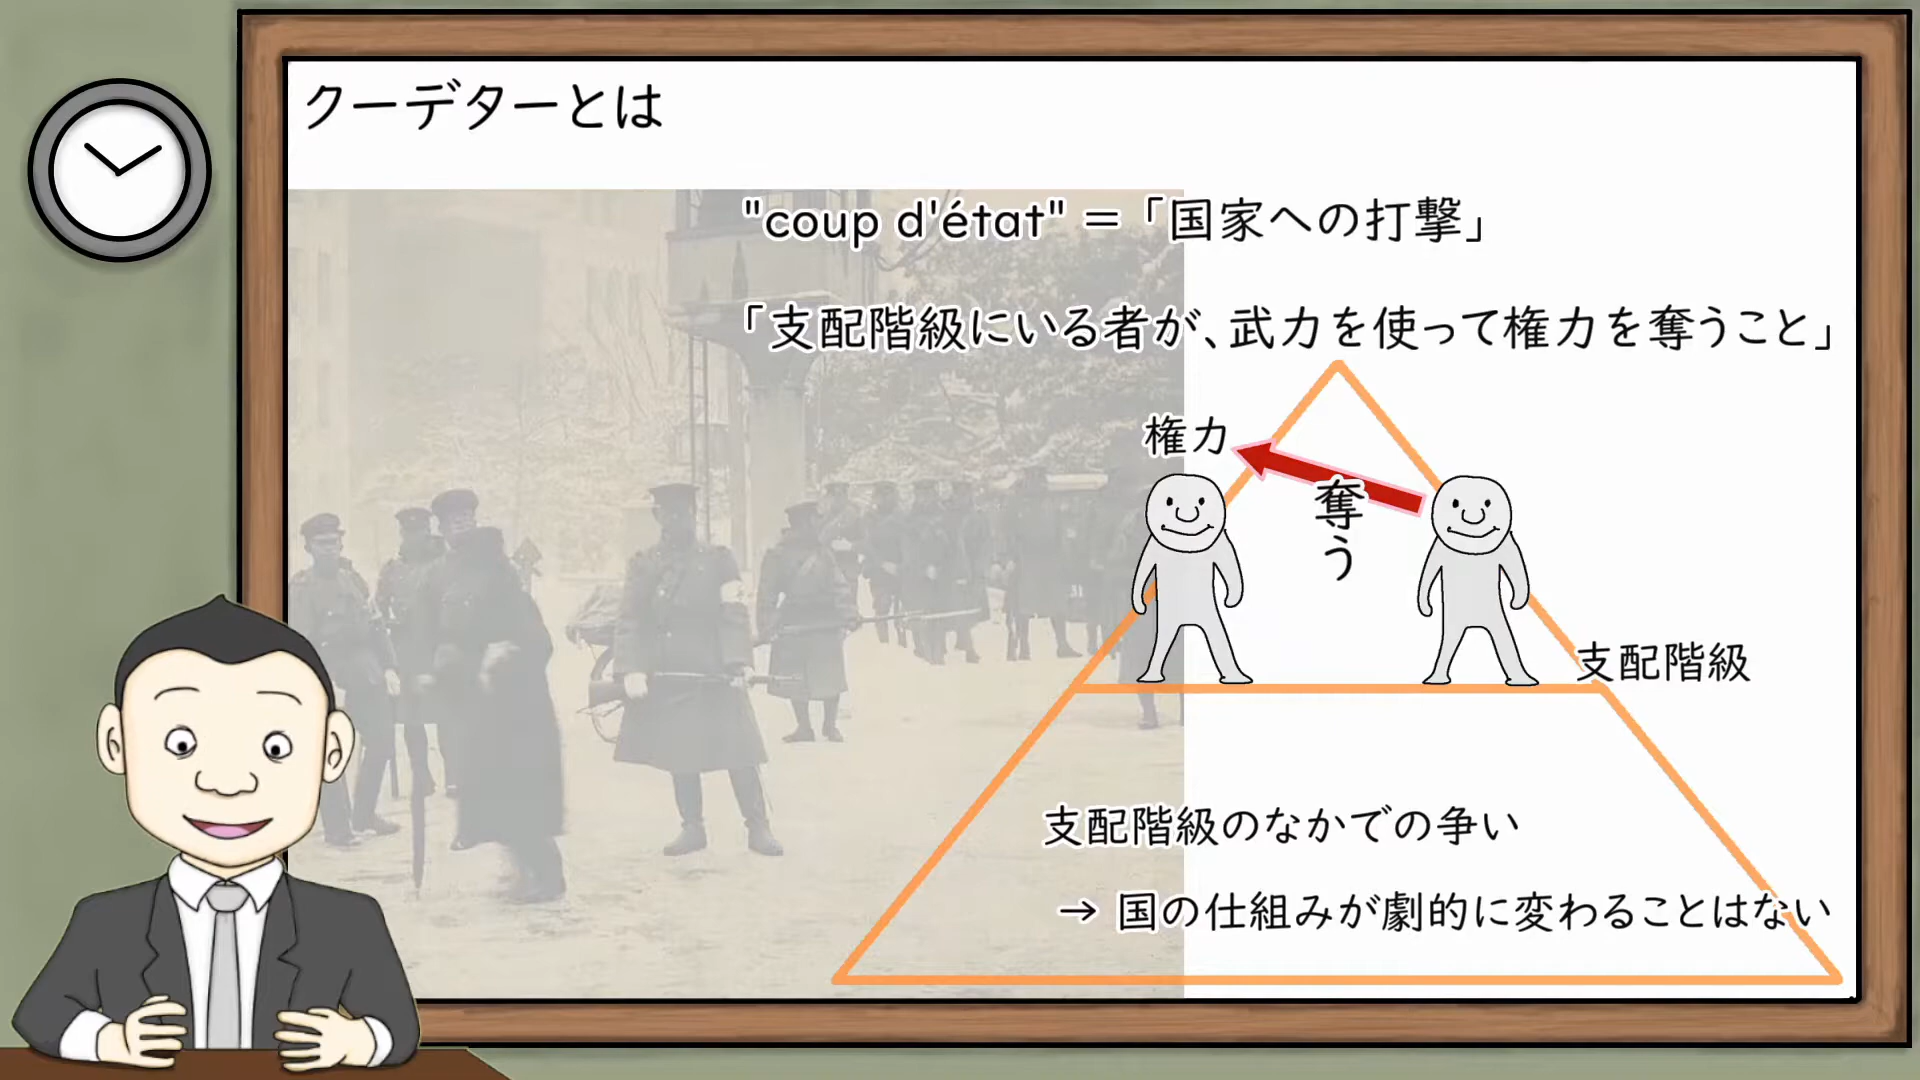 クーデターとは
"coup d'état" ＝「国家への打撃」
「支配階級にいる者が、武力を使って権力を奪うこと」
権力
奪う
支配階級
支配階級のなかでの争い
→ 国の仕組みが劇的に変わることはない